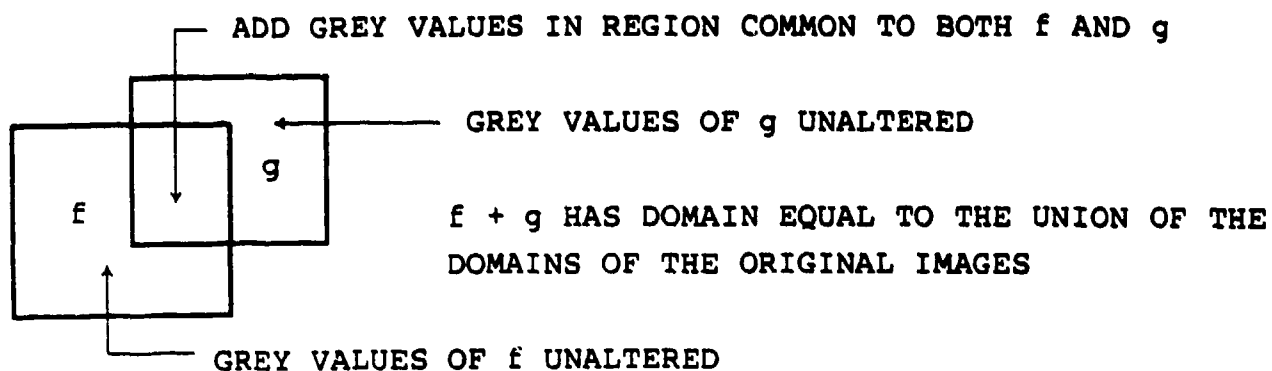 ADD GREY VALUES IN REGION COMMON TO BOTH f AND g
GREY VALUES OF g UNALTERED
g
f
f + g HAS DOMAIN EQUAL TO THE UNION OF THE
DOMAINS OF THE ORIGINAL IMAGES
GREY VALUES OF f UNALTERED